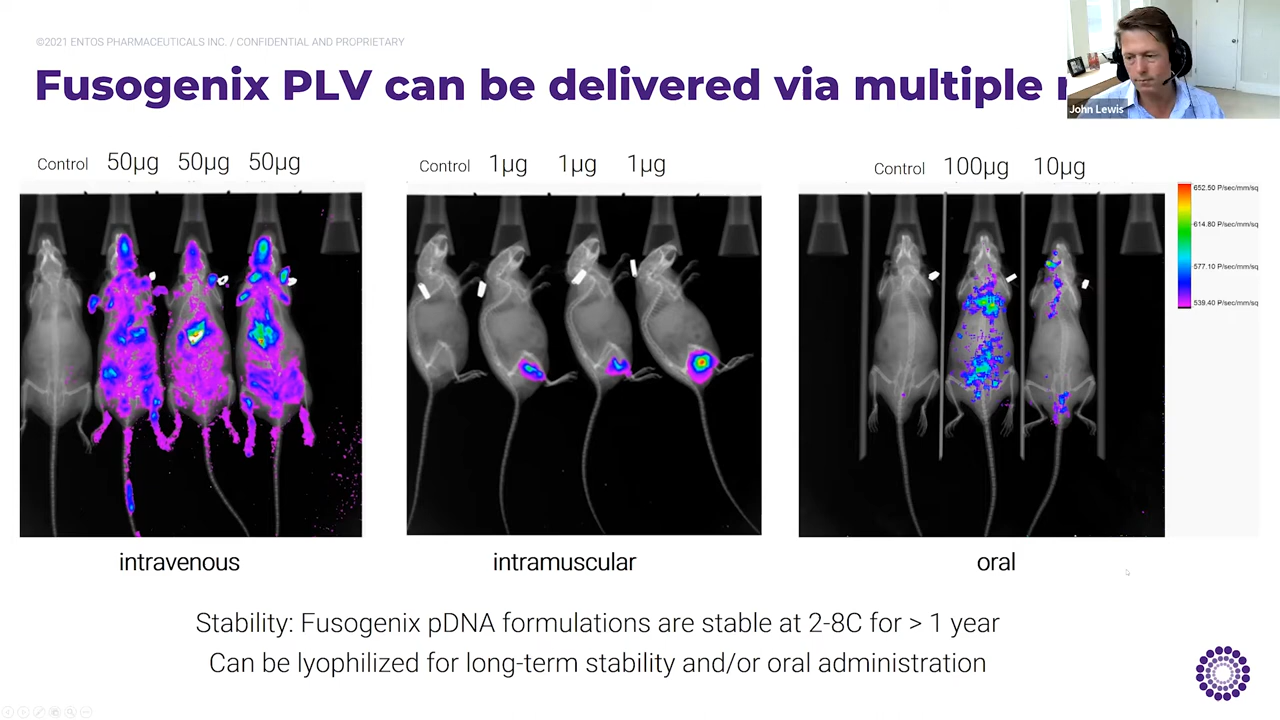 ©2021 ENTOS PHARMACEUTICALS INC. / CONFIDENTIAL AND PROPRIETARY
Fusogenix PLV can be delivered via multiple
John Lewis
Control 50µg 50µg 50µg
Control 1µg 1µg 1µg
Control 100µg 10µg
652.50 P/sec/mm/sq
614.80 P/sec/mm/sq
577.10 P/sec/mm/sq
539.40 P/sec/mm/sq
intravenous
intramuscular
oral
Stability: Fusogenix pDNA formulations are stable at 2-8C for > 1 year
Can be lyophilized for long-term stability and/or oral administration